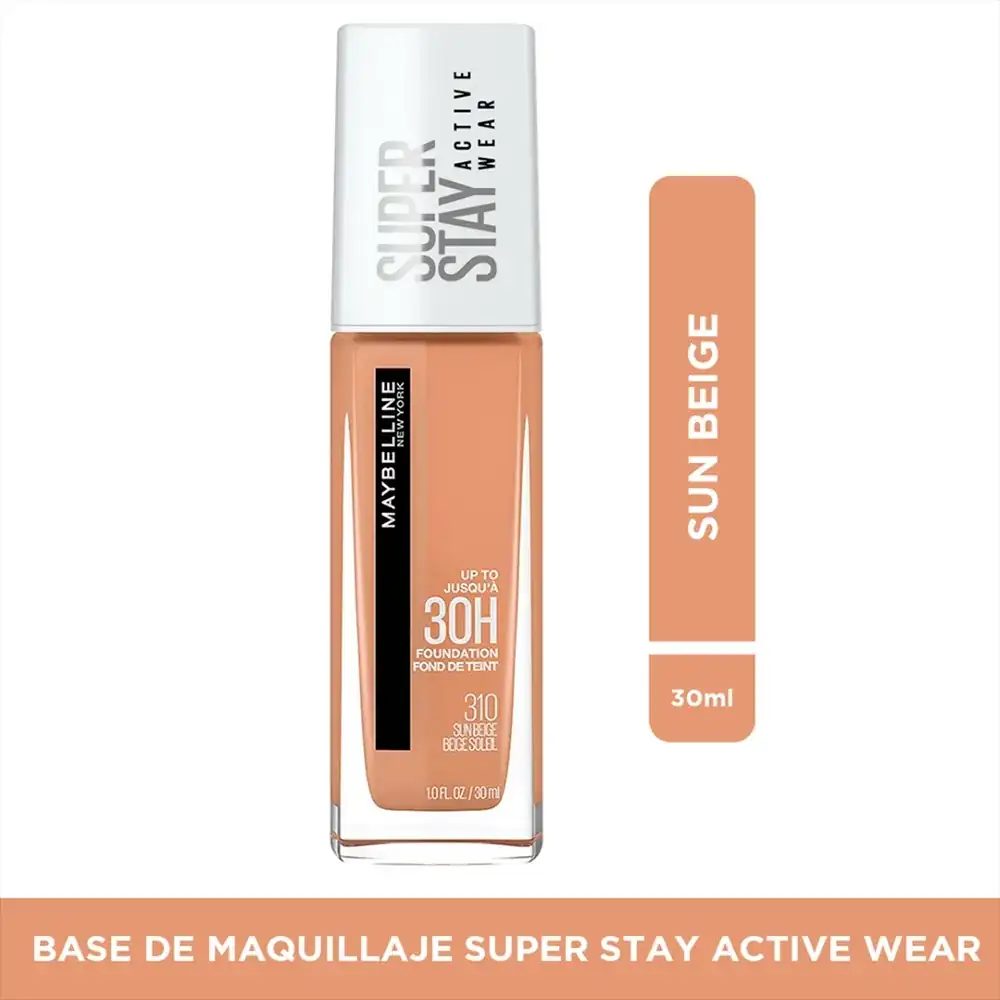 SUPER
STAY
ACTIVE
WEAR
MAYBELLINE
NEW YORK
UP TO
JUSQU'À
30H
FOUNDATION
FOND DE TEINT
310
SUN BEIGE
BEIGE SOLEIL
1.0 FL. OZ. / 30 ml
SUN BEIGE
30ml
BASE DE MAQUILLAJE SUPER STAY ACTIVE WEAR